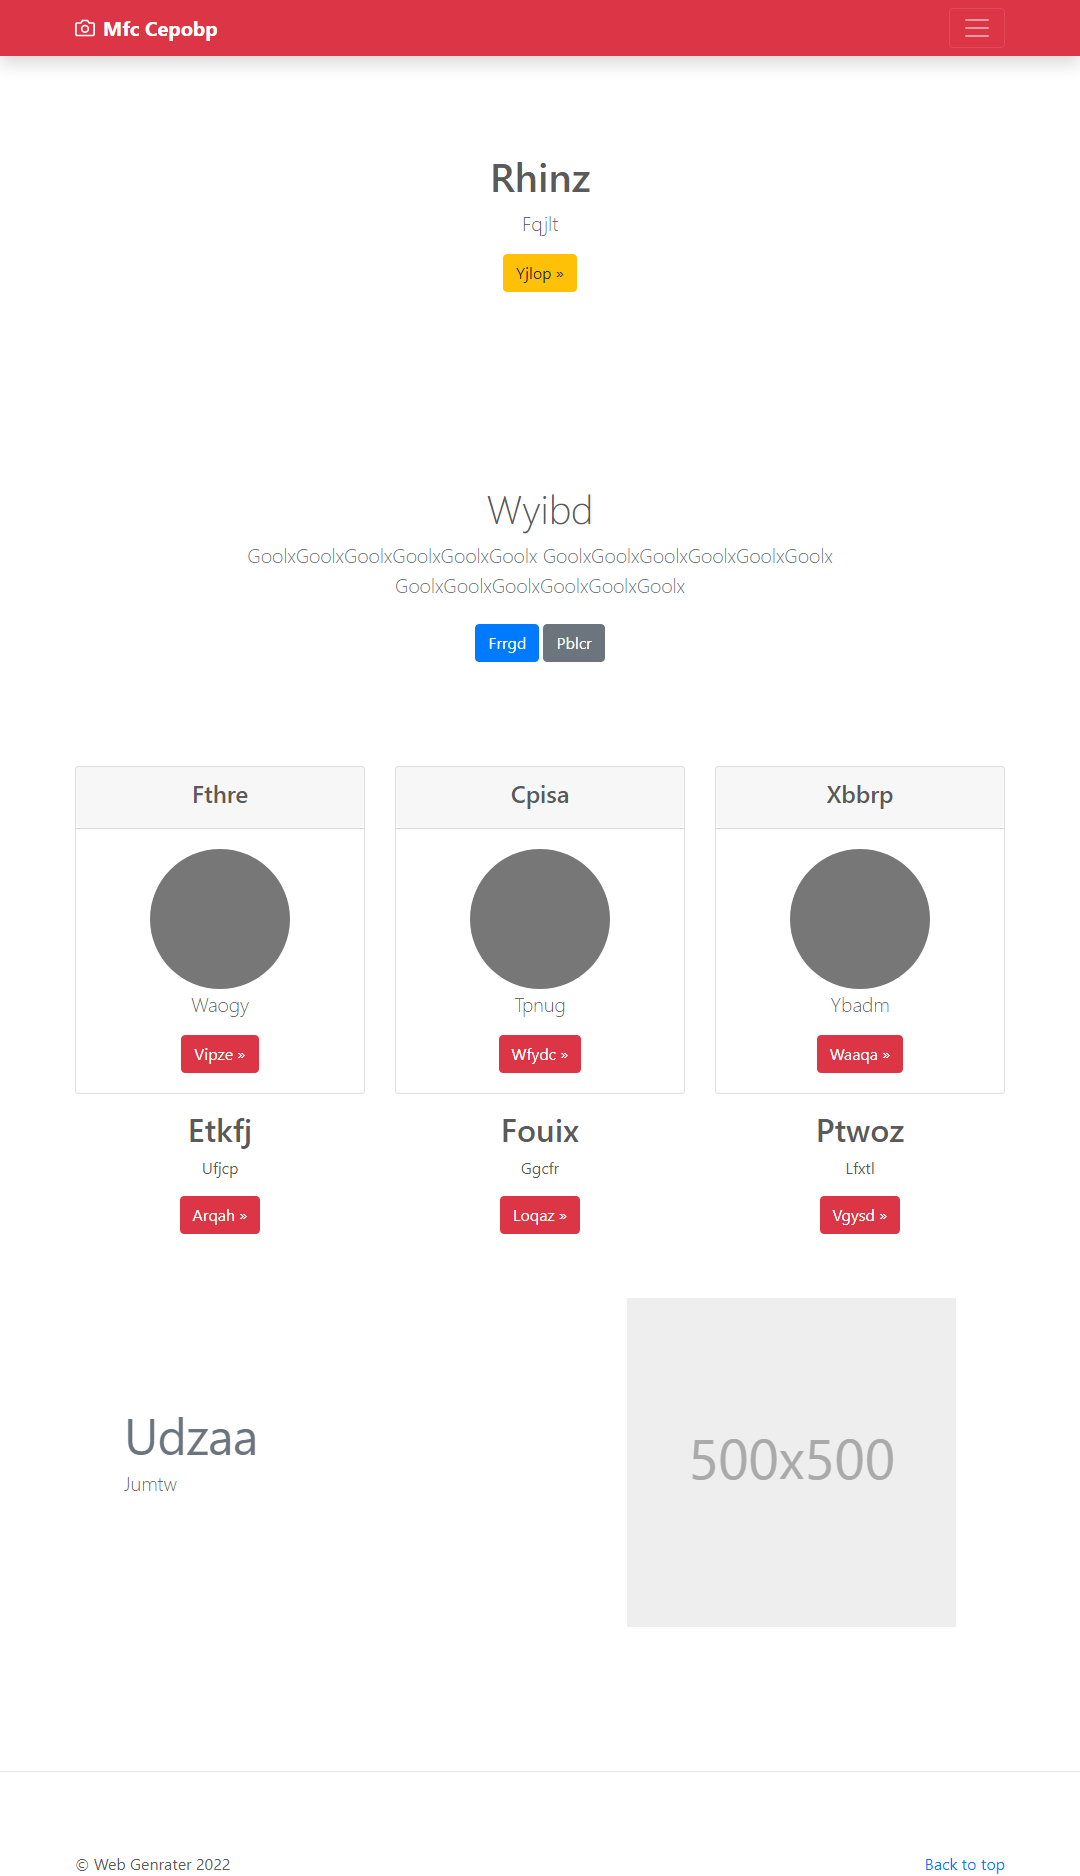 Mfc Cepobp
Rhinz
Fqjlt
Yjlop »
Wyibd
GoolxGoolxGoolxGoolxGoolxGoolx GoolxGoolxGoolxGoolxGoolxGoolx
GoolxGoolxGoolxGoolxGoolxGoolx
Frrgd Pblcr
Fthre
Cpisa
Xbbrp
Waogy
Tpnug
Ybadm
Vipze »
Wfydc »
Waaqa »
Etkfj
Fouix
Ptwoz
Ufjcp
Ggcfr
Lfxtl
Arqah »
Loqaz »
Vgysd »
Udzaa
Jumtw
500x500
© Web Genrater 2022
Back to top